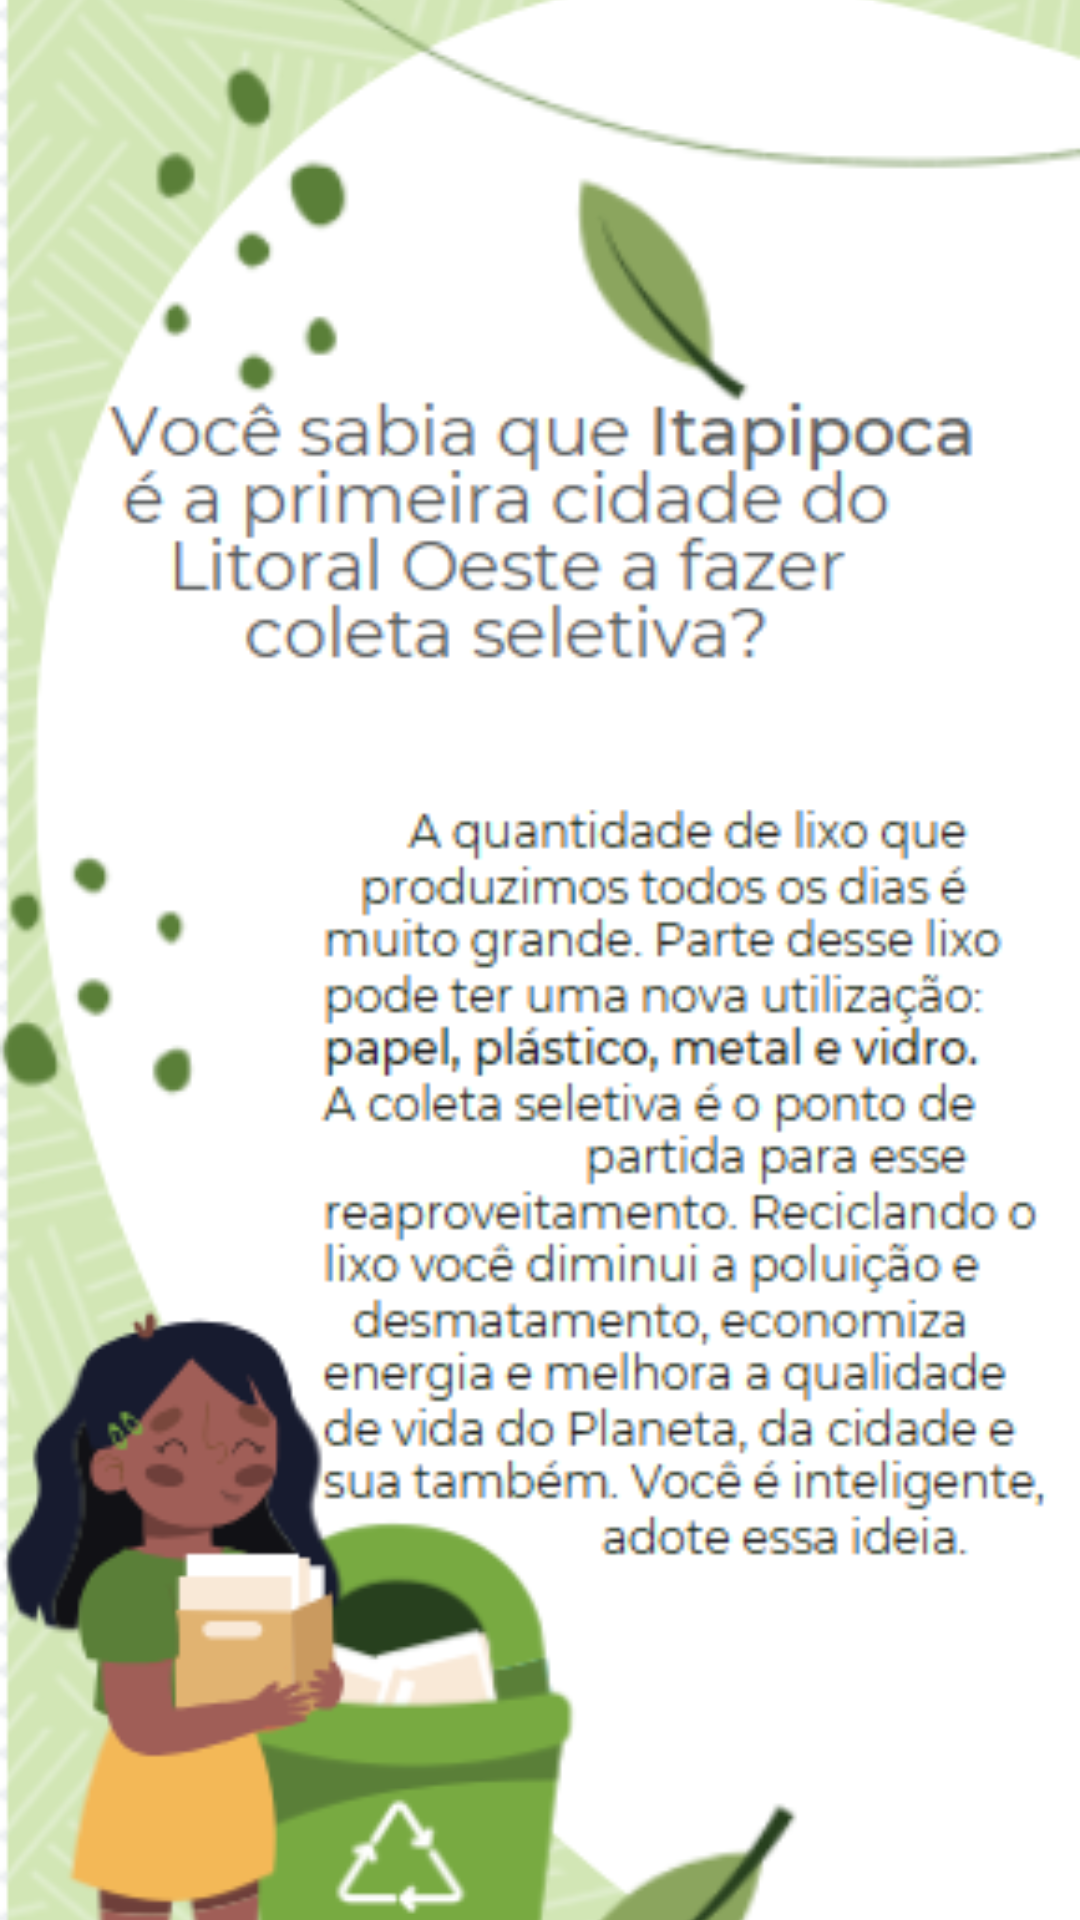 Você sabia que Itapipoca
é a primeira cidade do
Litoral Oeste a fazer
coleta seletiva?
A quantidade de lixo que
produzimos todos os dias é
muito grande. Parte desse lixo
pode ter uma nova utilização:
papel, plástico, metal e vidro.
A coleta seletiva é o ponto de
partida para esse
reaproveitamento. Reciclando o
lixo você diminui a poluição e
desmatamento, economiza
energia e melhora a qualidade
de vida do Planeta, da cidade e
sua também. Você é inteligente,
adote essa ideia.